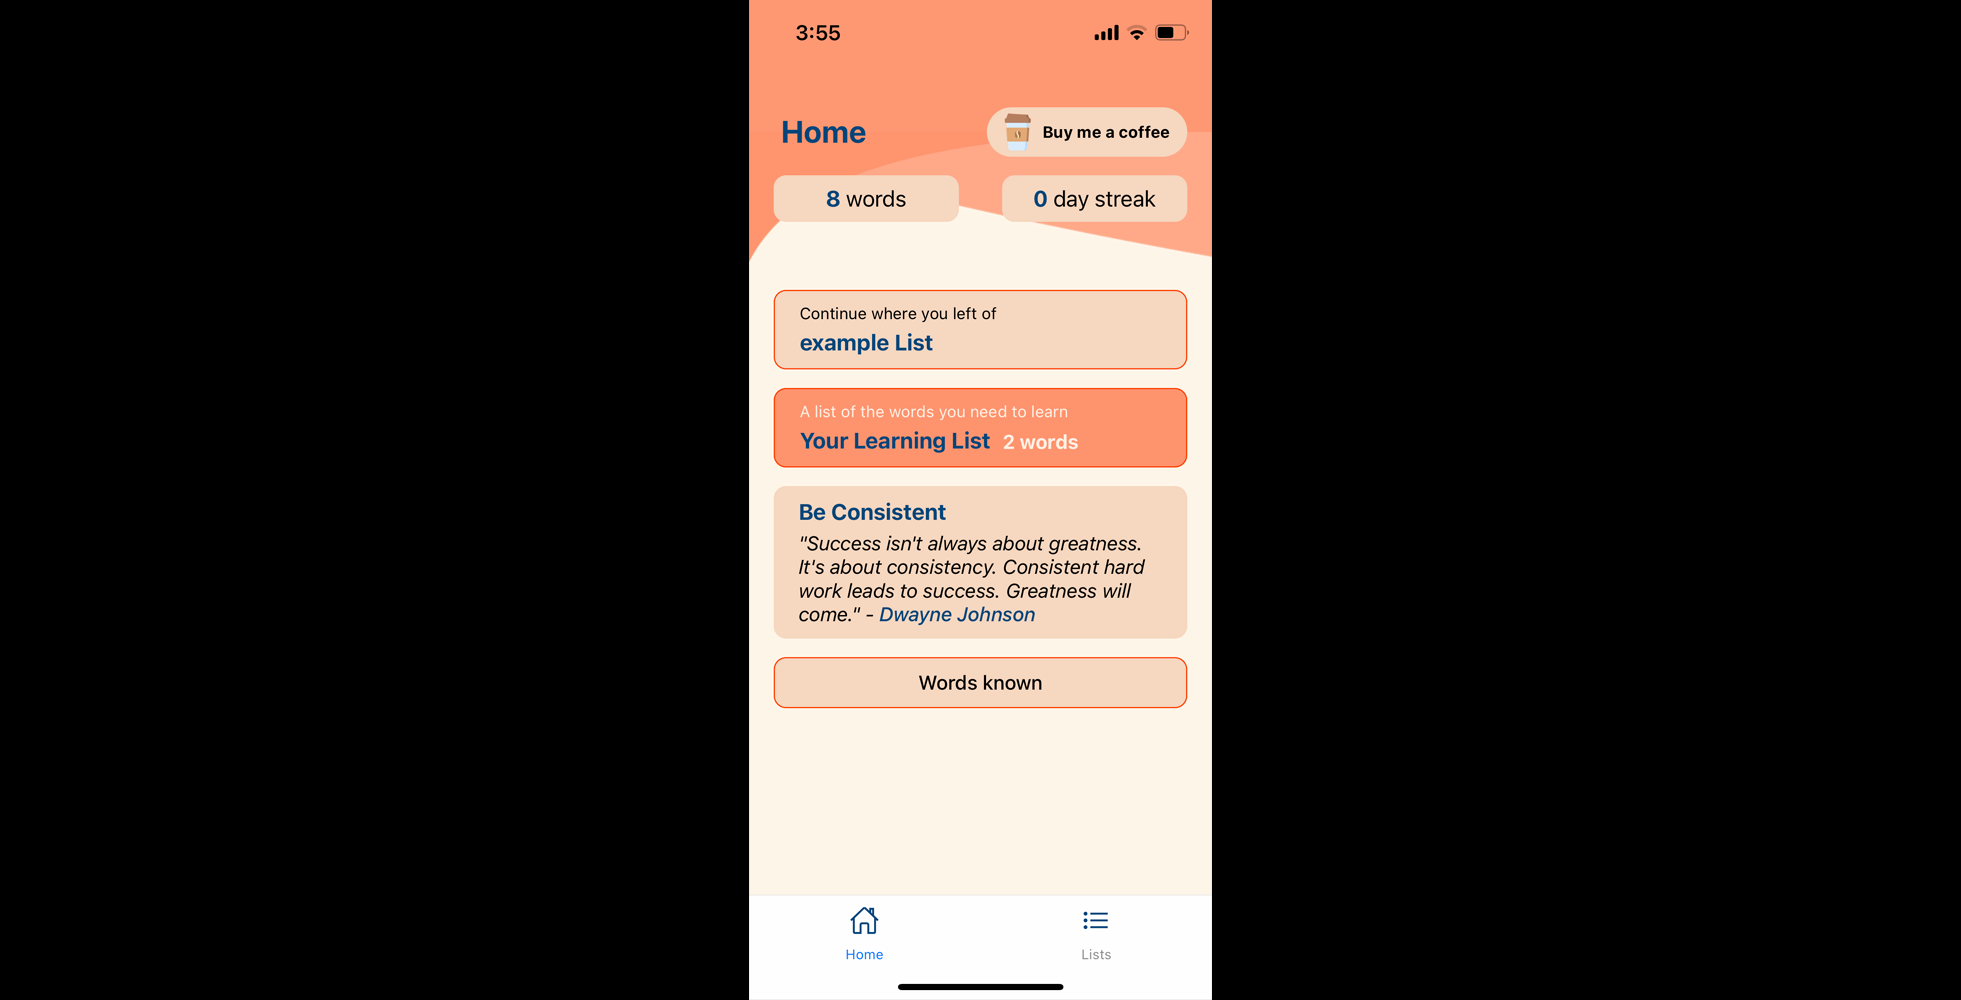 3:55
Home
Buy me a coffee
8 words
0 day streak
Continue where you left of
example List
A list of the words you need to learn
Your Learning List 2 words
Be Consistent
"Success isn't always about greatness.
It's about consistency. Consistent hard
work leads to success. Greatness will
come." - Dwayne Johnson
Words known
Home
Lists